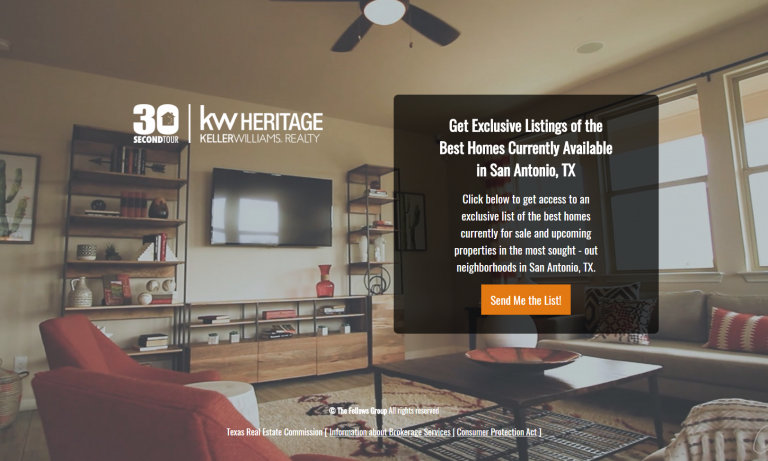 30
SECONDTOUR
kw HERITAGE
KELLERWILLIAMS. REALTY
Get Exclusive Listings of the
Best Homes Currently Available
in San Antonio, TX
Click below to get access to an
exclusive list of the best homes
currently for sale and upcoming
properties in the most sought - out
neighborhoods in San Antonio, TX.
Send Me the List!
© The Fellows Group All rights reserved
Texas Real Estate Commission [ Information about Brokerage Services | Consumer Protection Act ]